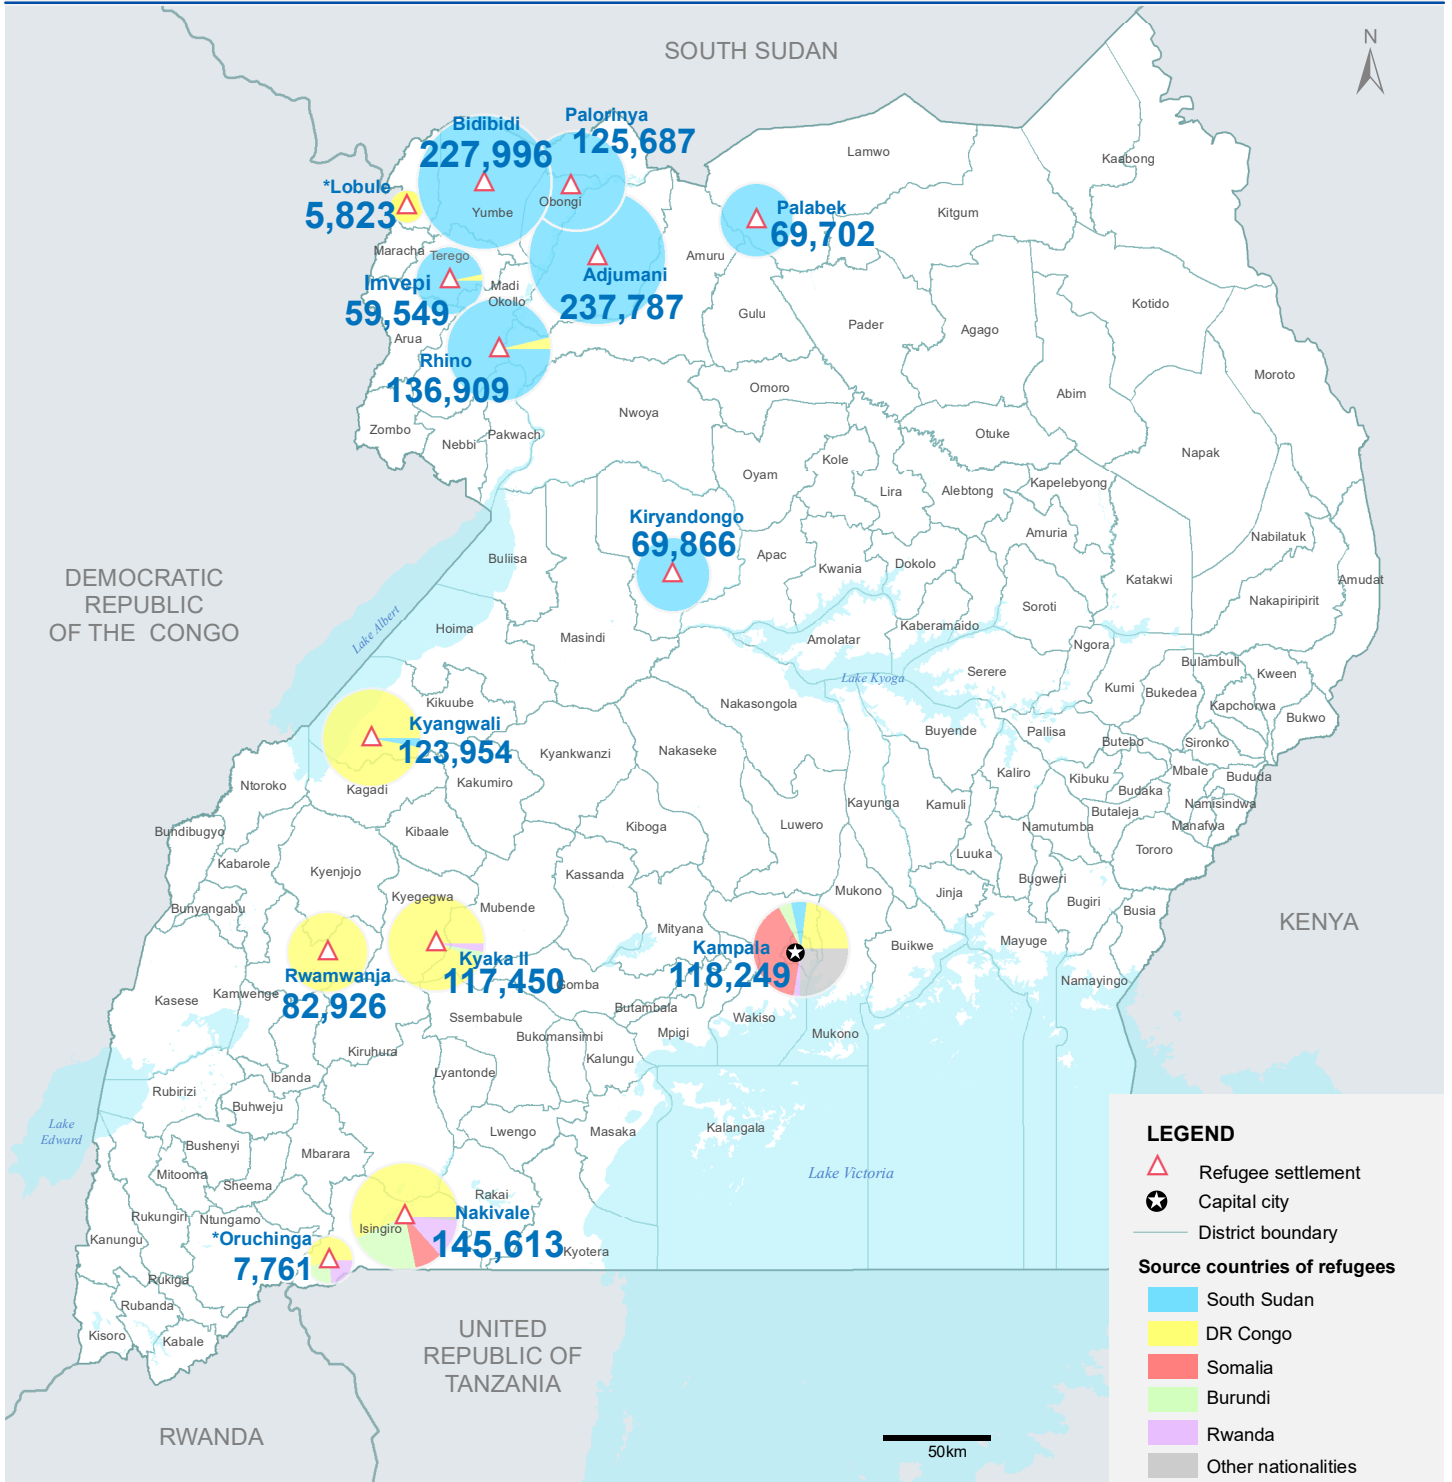 SOUTH SUDAN
N
Palorinya
125,687
Bidibidi
227,996
Lamwo
Kaabong
*Lobule
5,823
Yumbe
Obongi
Palabek
69,702
Kitgum
Maracha
Terego
Imvepi
59,549
Madi
Okollo
Adjumani
237,787
Amuru
Gulu
Pader
Agago
Kotido
Arua
Rhino
136,909
Moroto
Omoro
Abim
Nwoya
Zombo
Nebbi
Pakwach
Otuke
Napak
Kole
Oyam
Lira
Alebtong
Kapelebyong
Kiryandongo
69,866
Amuria
Nabilatuk
Buliisa
Apac
Kwania
Dokolo
Katakwi
Amudat
DEMOCRATIC
REPUBLIC
OF THE CONGO
Nakapiripirit
Soroti
Lake Albert
Hoima
Masindi
Amolatar
Kaberamaido
Ngora
Lake Kyoga
Serere
Bulambuli
Kween
Kumi
Bukedea
Kapchorwa
Bukwo
Kikuube
Kyangwali
123,954
Nakasongola
Buyende
Pallisa
Butebo
Sironko
Kyankwanzi
Nakaseke
Ntoroko
Kagadi
Kakumiro
Kaliro
Kibuku
Mbale
Bududa
Budaka
Kayunga
Kamuli
Butaleja
Namisindwa
Bundibugyo
Kibaale
Kiboga
Luwero
Namutumba
Manafwa
Kabarole
Kyenjojo
Luuka
Tororo
Kassanda
Bugweri
Kyegegwa
Mubende
Mukono
Jinja
Bugiri
Busia
Bunyangabu
Mityana
KENYA
Kampala
118,249
Buikwe
Mayuge
Rwamwanja
82,926
Kyaka II
117,450
Gomba
Namayingo
Kasese
Kamwenge
Butambala
Ssembabule
Wakiso
Mpigi
Mukono
Bukomansimbi
Kiruhura
Kalungu
Lyantonde
Ibanda
Rubirizi
Buhweju
Lake
Edward
Lwengo
Masaka
Kalangala
Bushenyi
Mbarara
Mitooma
Sheema
Lake Victoria
Rakai
Rukungiri
Ntungamo
Isingiro
Nakivale
145,613
Kanungu
*Oruchinga
7,761
Kyotera
Rukiga
Rubanda
Kisoro
Kabale
UNITED
REPUBLIC OF
TANZANIA
RWANDA
50km
LEGEND
Refugee settlement
Capital city
District boundary
Source countries of refugees
South Sudan
DR Congo
Somalia
Burundi
Rwanda
Other nationalities